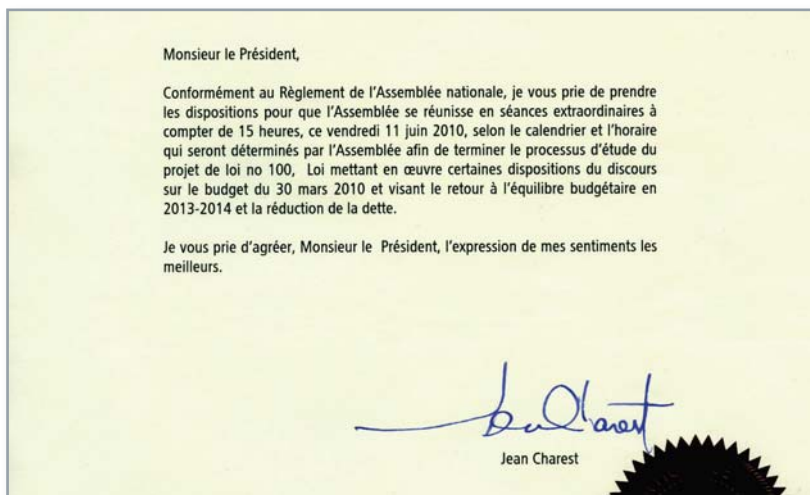 Monsieur le Président,
Conformément au Règlement de l'Assemblée nationale, je vous prie de prendre
les dispositions pour que l'Assemblée se réunisse en séances extraordinaires à
compter de 15 heures, ce vendredi 11 juin 2010, selon le calendrier et l'horaire
qui seront déterminés par l'Assemblée afin de terminer le processus d'étude du
projet de loi no 100, Loi mettant en œuvre certaines dispositions du discours
sur le budget du 30 mars 2010 et visant le retour à l'équilibre budgétaire en
2013-2014 et la réduction de la dette.
Je vous prie d'agréer, Monsieur le Président, l'expression de mes sentiments les
meilleurs.
Jean Charest
Jean Charest